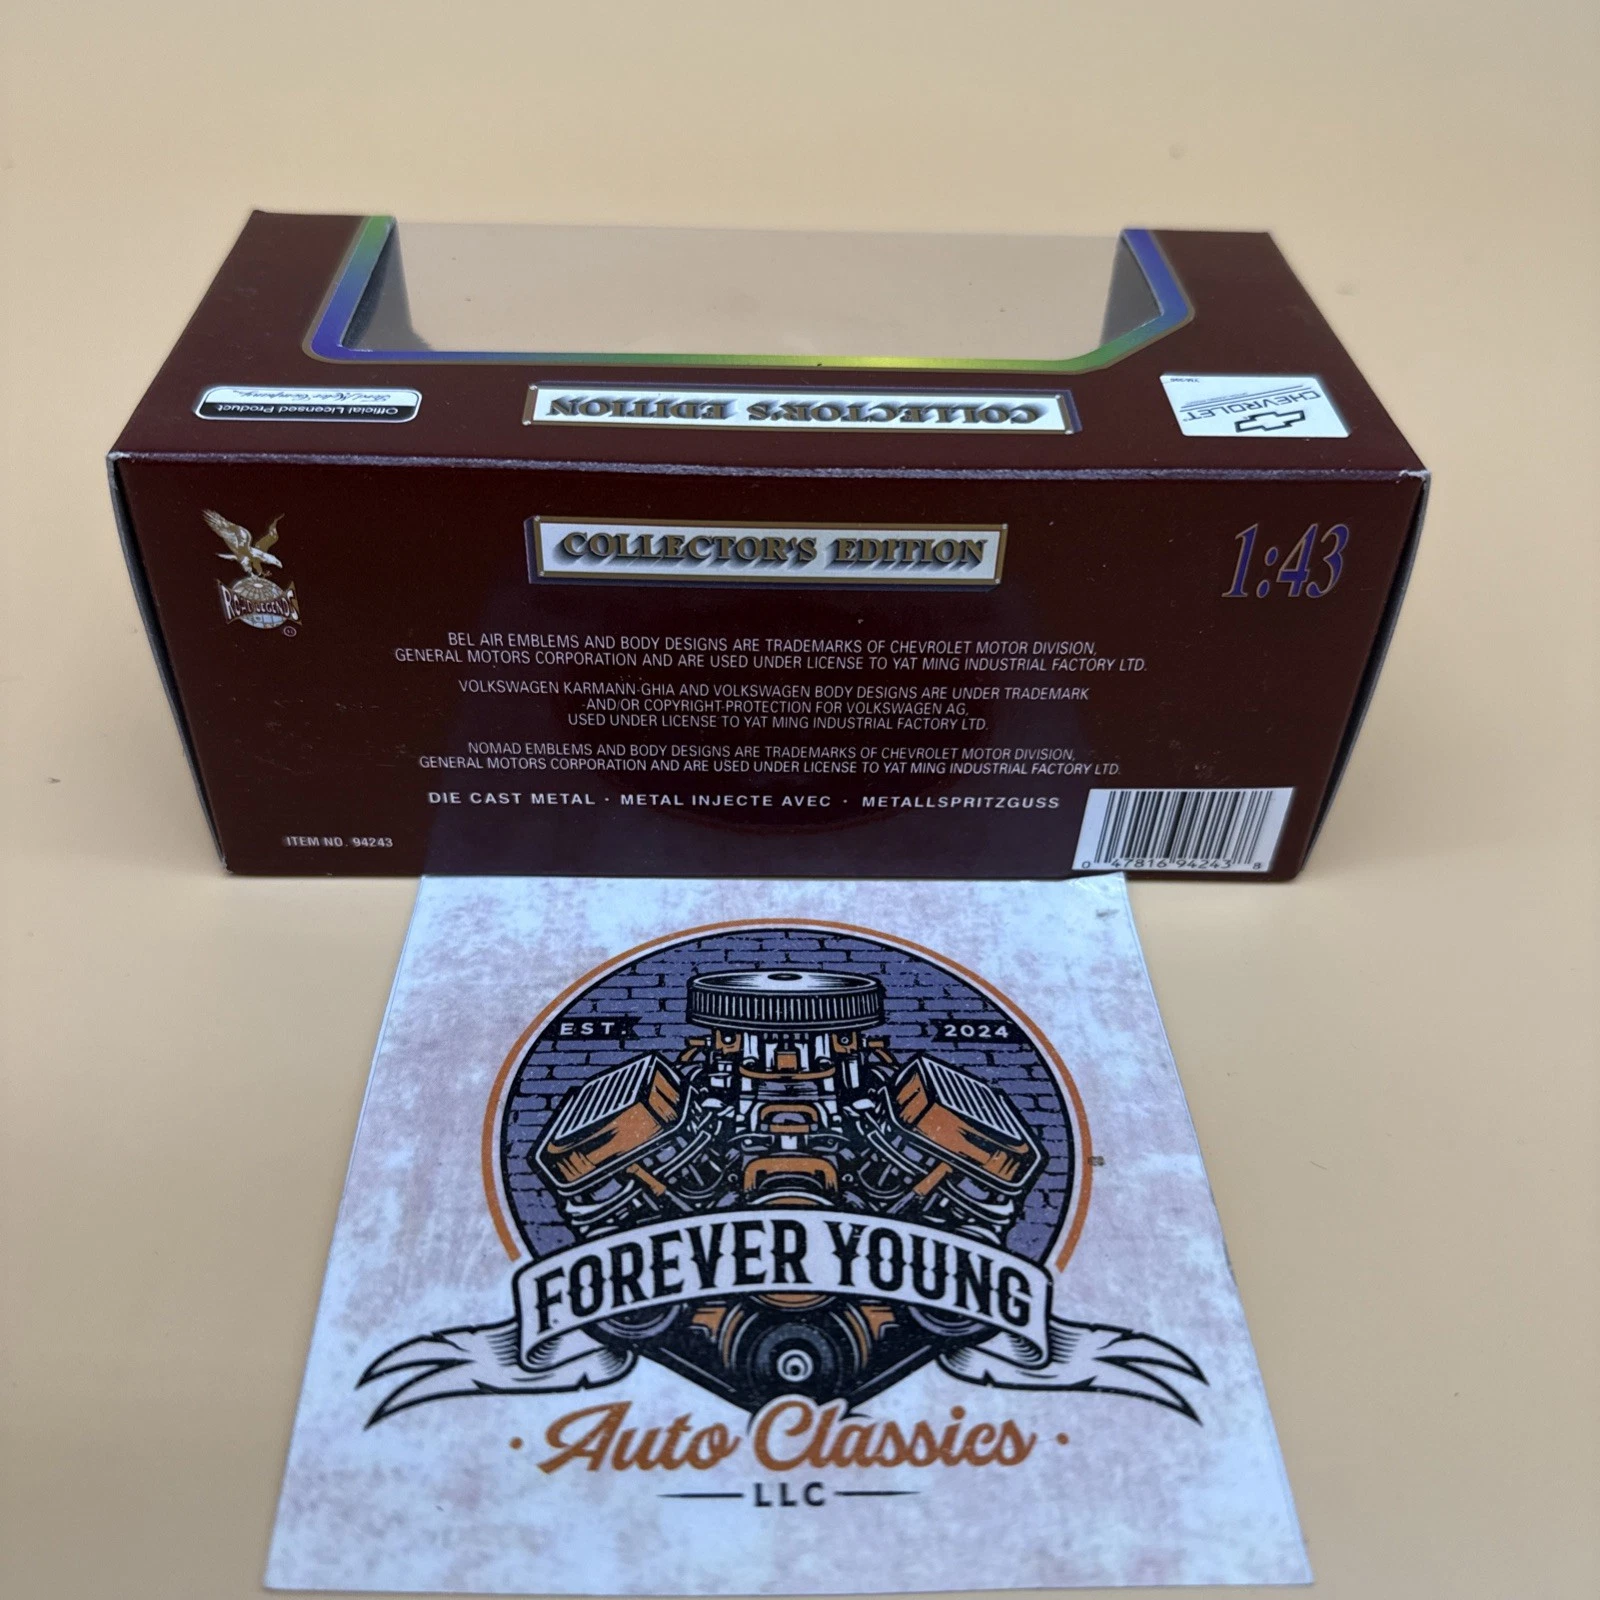 Official Licensed Product
Ford Motor Company
COLLECTOR'S EDITION
CHEVROLET
COLLECTOR'S EDITION
1:43
ROAD LEGENDS
BEL AIR EMBLEMS AND BODY DESIGNS ARE TRADEMARKS OF CHEVROLET MOTOR DIVISION,
GENERAL MOTORS CORPORATION AND ARE USED UNDER LICENSE TO YAT MING INDUSTRIAL FACTORY LTD.
VOLKSWAGEN KARMANN-GHIA AND VOLKSWAGEN BODY DESIGNS ARE UNDER TRADEMARK
AND/OR COPYRIGHT-PROTECTION FOR VOLKSWAGEN AG,
USED UNDER LICENSE TO YAT MING INDUSTRIAL FACTORY LTD.
NOMAD EMBLEMS AND BODY DESIGNS ARE TRADEMARKS OF CHEVROLET MOTOR DIVISION,
GENERAL MOTORS CORPORATION AND ARE USED UNDER LICENSE TO YAT MING INDUSTRIAL FACTORY LTD.
DIE CAST METAL · METAL INJECTE AVEC · METALLSPRITZGUSS
ITEM NO. 94243
0 47816 94243 8
EST. 2024
FOREVER YOUNG
· Auto Classics ·
LLC